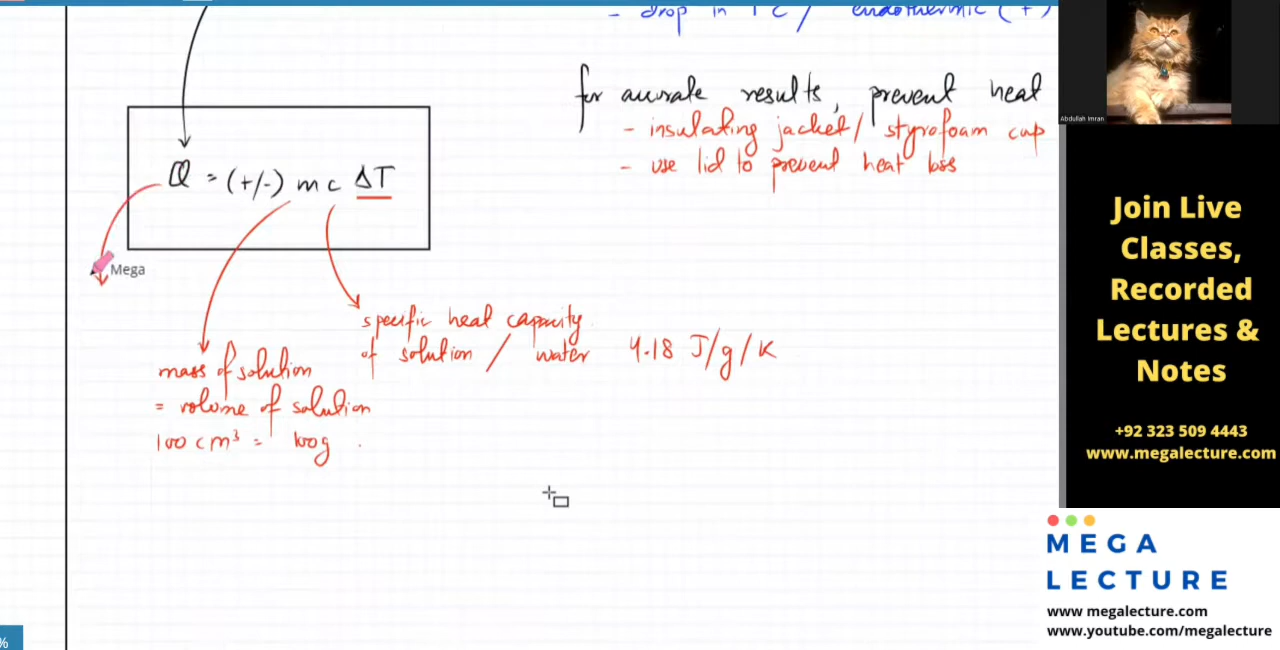 - drop in T C / endothermic (+)
for accurate results, prevent heat
- insulating jacket / styrofoam cup
- use lid to prevent heat loss
Q = (+/-) m c ΔT
Mega
specific heat capacity
of solution / water 4.18 J/g/K
mass of solution
= volume of solution
100 cm³ = 100g .
Abdullah Imran
Join Live
Classes,
Recorded
Lectures &
Notes
+92 323 509 4443
www.megalecture.com
MEGA
LECTURE
www megalecture.com
www.youtube.com/megalecture
%